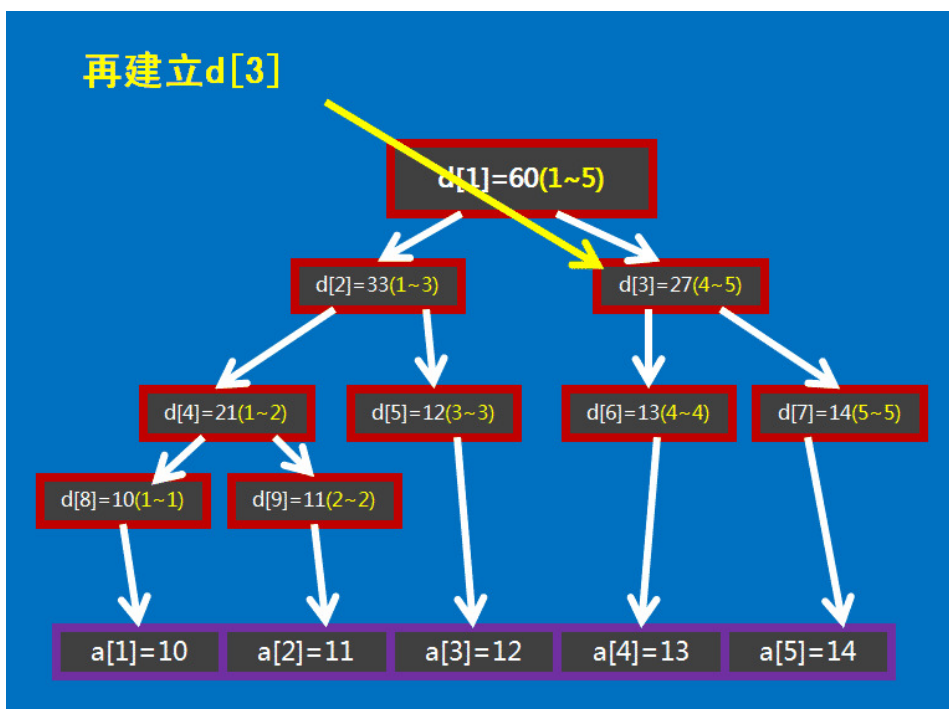 再建立d[3]
d[1]=60(1~5)
d[2]=33(1~3)
d[3]=27(4~5)
d[4]=21(1~2)
d[5]=12(3~3)
d[6]=13(4~4)
d[7]=14(5~5)
d[8]=10(1~1)
d[9]=11(2~2)
a[1]=10
a[2]=11
a[3]=12
a[4]=13
a[5]=14